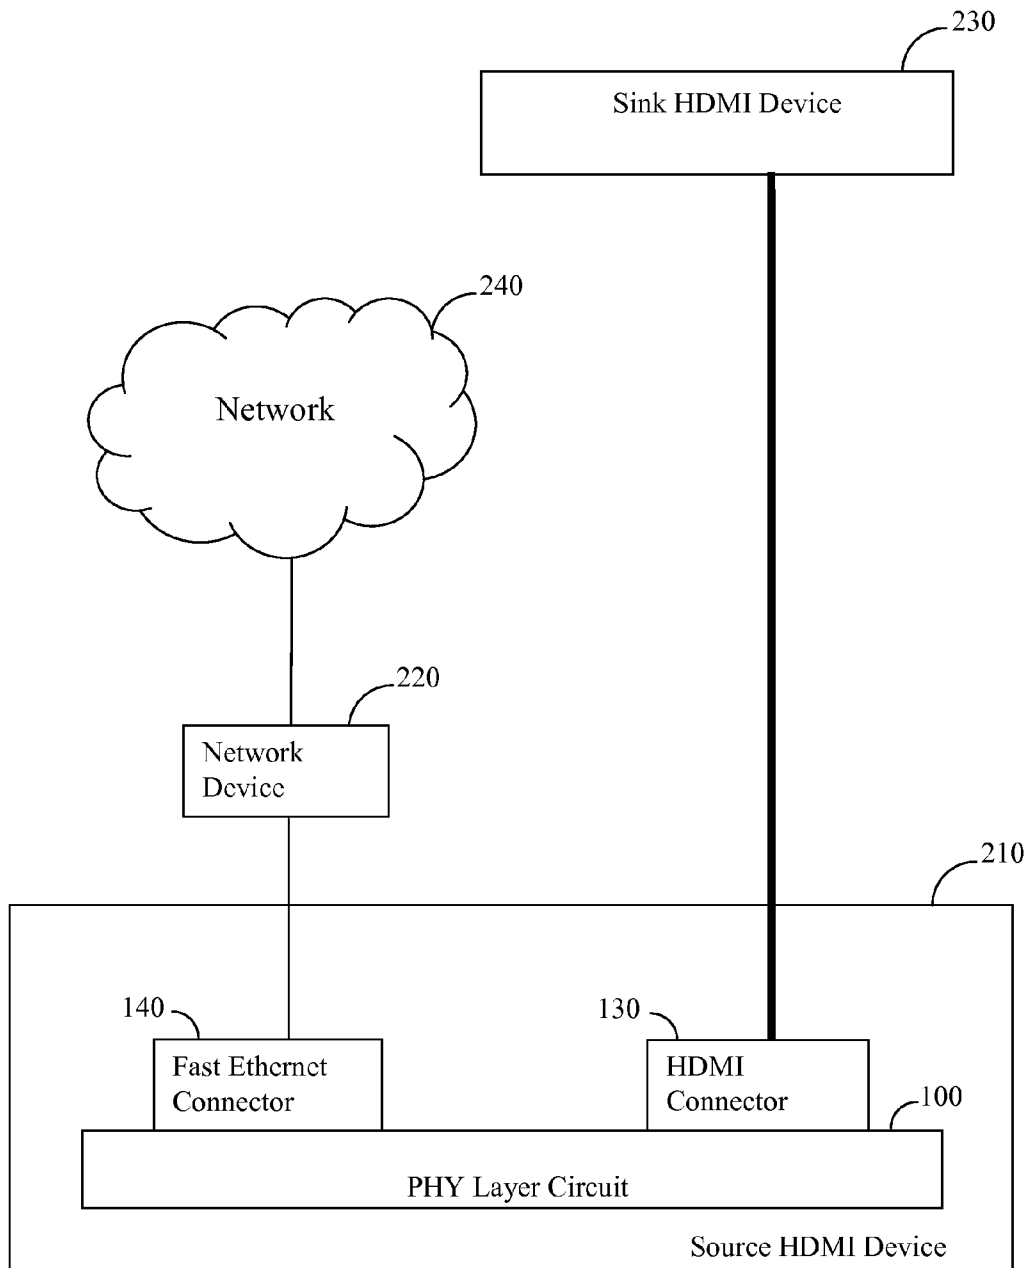 230
Sink HDMI Device
240
Network
220
Network
Device
210
140
130
Fast Ethernet
Connector
HDMI
Connector
100
PHY Layer Circuit
Source HDMI Device